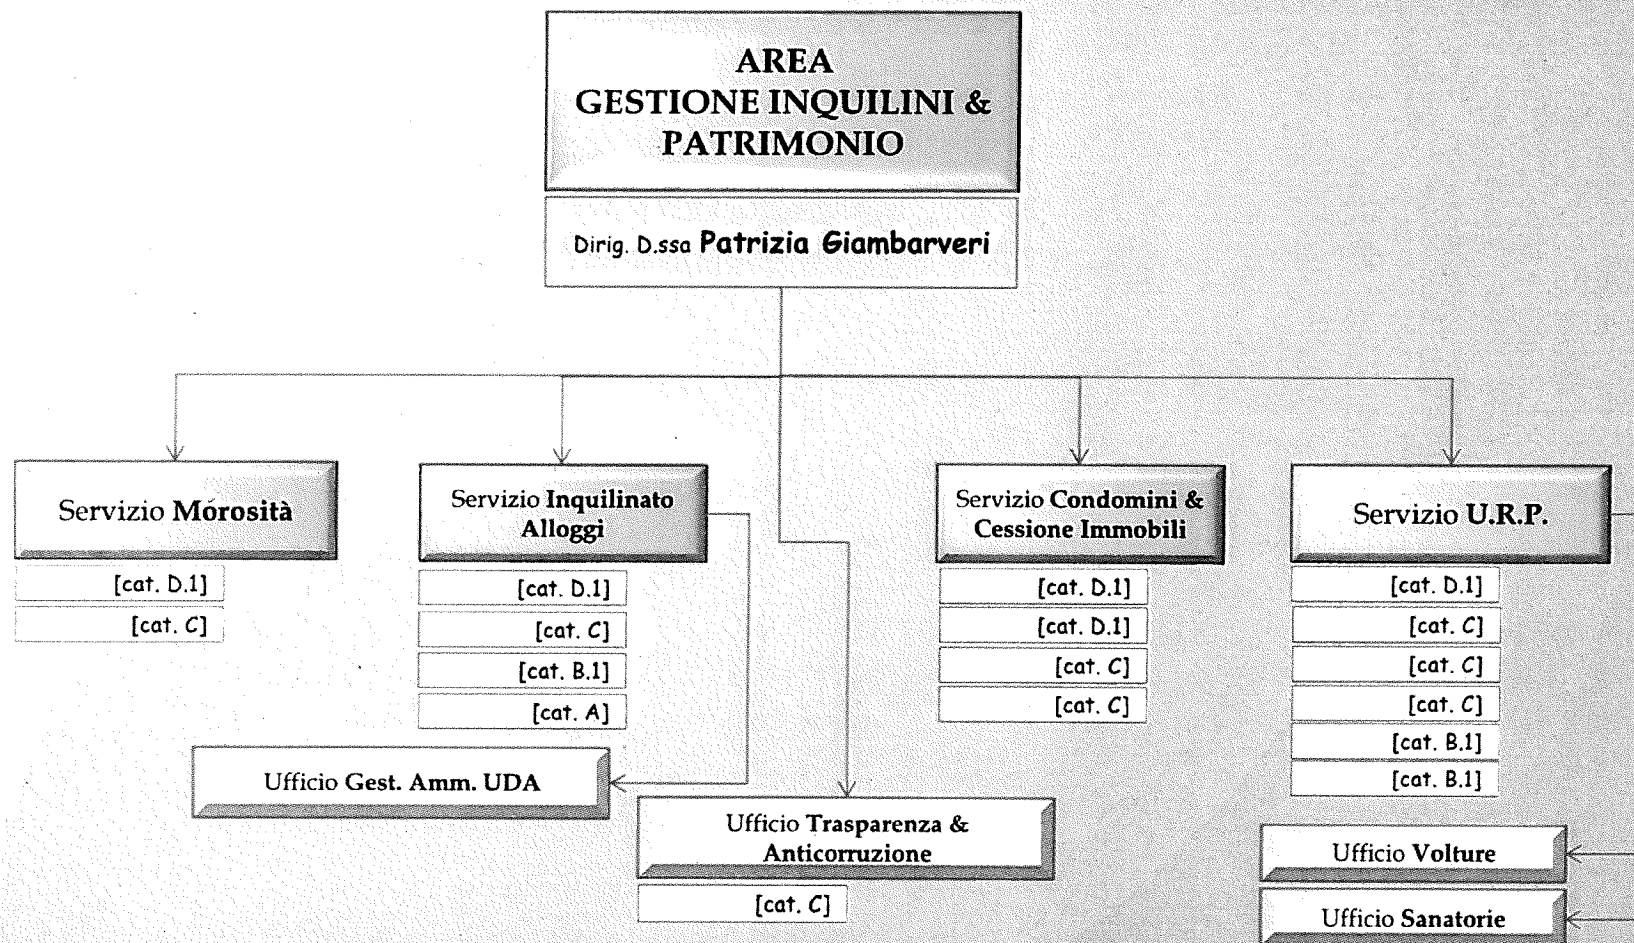 AREA
GESTIONE INQUILINI &
PATRIMONIO
Dirig. D.ssa Patrizia Giambarveri
Servizio Mórosità
[cat. D.1]
[cat. C]
Servizio Inquilinato
Alloggi
[cat. D.1]
[cat. C]
[cat. B.1]
[cat. A]
Ufficio Gest. Amm. UDA
Ufficio Trasparenza &
Anticorruzione
[cat. C]
Servizio Condomini &
Cessione Immobili
[cat. D.1]
[cat. D.1]
[cat. C]
[cat. C]
Servizio U.R.P.
[cat. D.1]
[cat. C]
[cat. C]
[cat. C]
[cat. B.1]
[cat. B.1]
Ufficio Volture
Ufficio Sanatorie